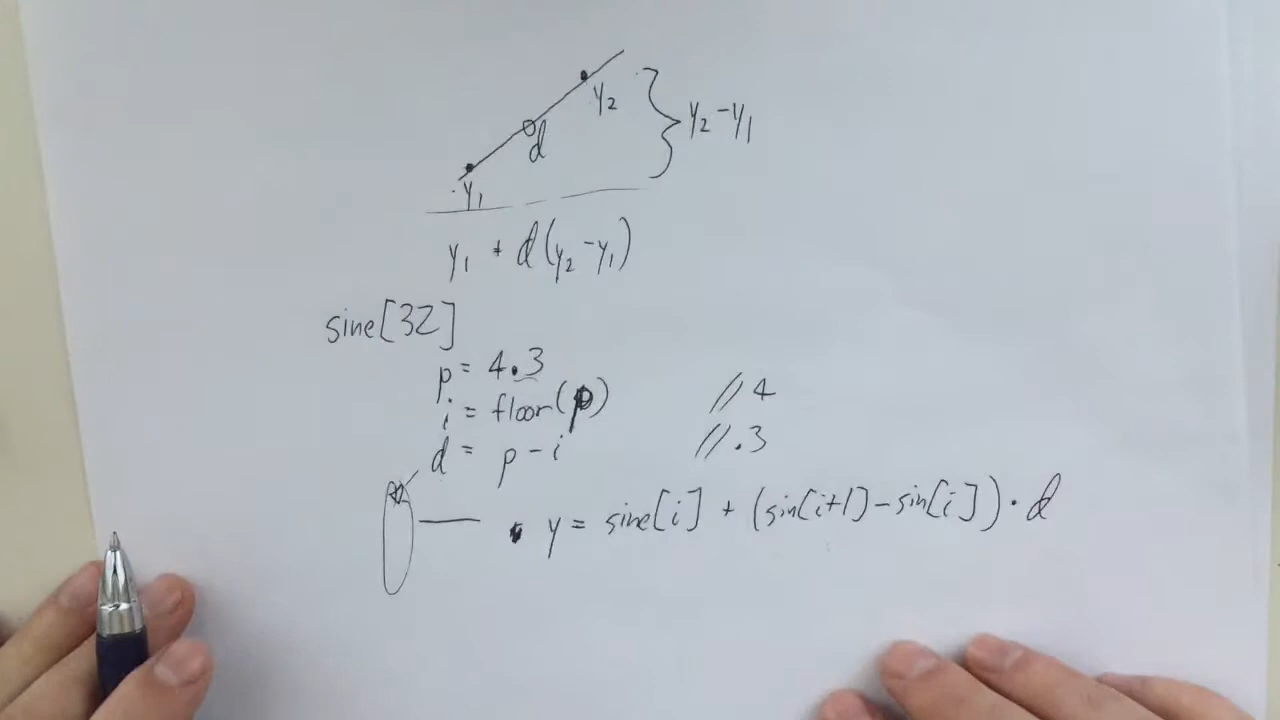 y2
y2-y1
d
y1
y1 + d(y2-y1)
sine[32]
p = 4.3
i = floor(p) //4
d = p-i //.3
y = sine[i] + (sin[i+1]-sin[i])·d